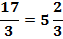 17/3 = 5 2/3